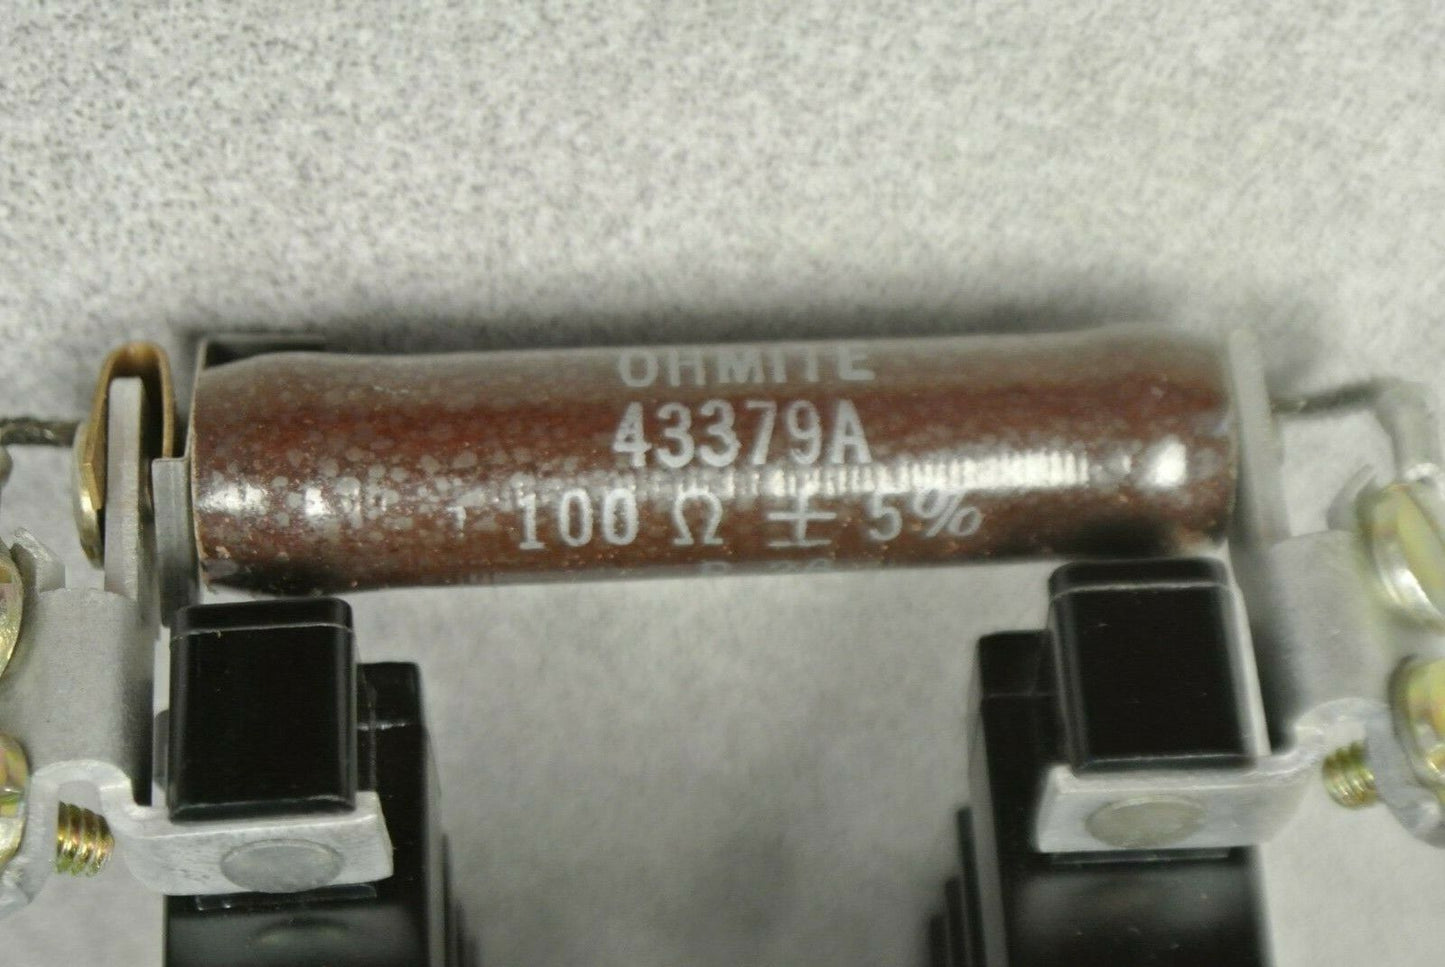 OHMITE
43379A
100 Ω ± 5%